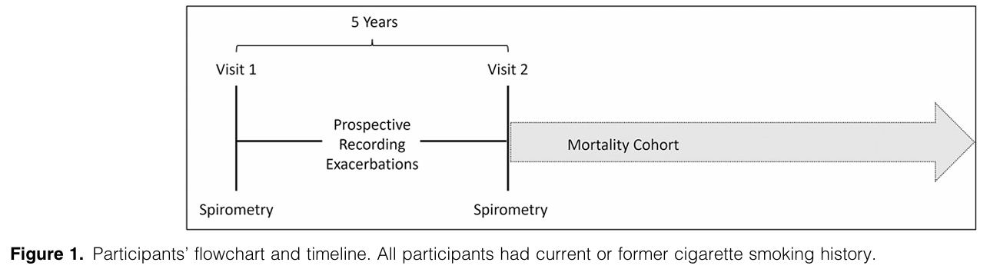 5 Years
Visit 1
Visit 2
Prospective
Recording
Exacerbations
Mortality Cohort
Spirometry
Spirometry
Figure 1. Participants' flowchart and timeline. All participants had current or former cigarette smoking history.